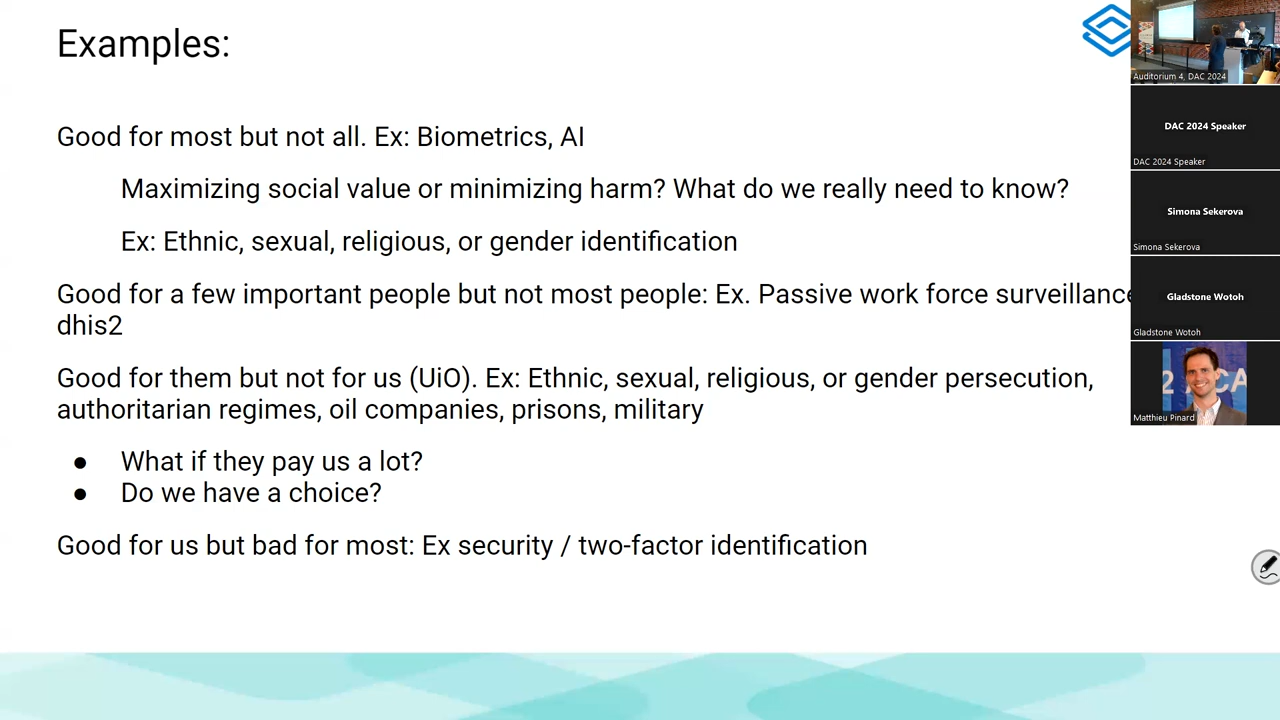 Examples:
Good for most but not all. Ex: Biometrics, AI
Maximizing social value or minimizing harm? What do we really need to know?
Ex: Ethnic, sexual, religious, or gender identification
Good for a few important people but not most people: Ex. Passive work force surveillance
dhis2
Good for them but not for us (UiO). Ex: Ethnic, sexual, religious, or gender persecution,
authoritarian regimes, oil companies, prisons, military
● What if they pay us a lot?
● Do we have a choice?
Good for us but bad for most: Ex security / two-factor identification
Auditorium 4, DAC 2024
DAC 2024 Speaker
DAC 2024 Speaker
Simona Sekerova
Simona Sekerova
Gladstone Wotoh
Gladstone Wotoh
Matthieu Pinard